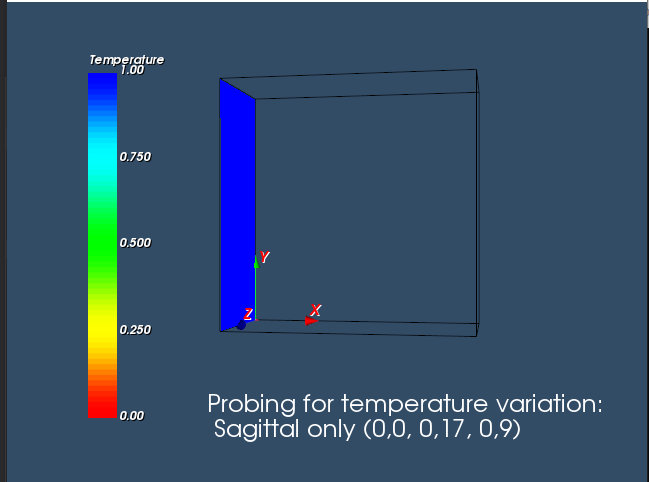 Temperature
1.00
0.750
0.500
0.250
0.00
Y
Z
X
Probing for temperature variation:
Sagittal only (0,0, 0,17, 0,9)